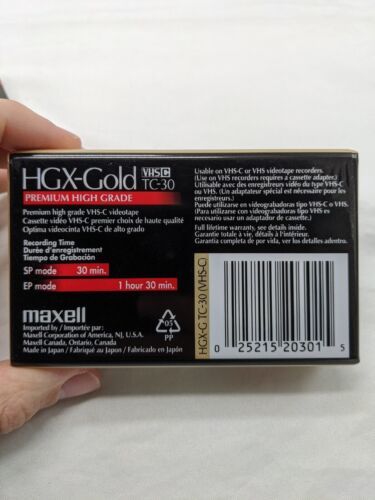 HGX-Gold VHS C TC-30
PREMIUM HIGH GRADE
Premium high grade VHS-C videotape
Cassette vidéo VHS-C premier choix de haute qualité
Optima videocinta VHS-C de alto grado
Recording Time
Durée d'enregistrement
Tiempo de Grabación
SP mode 30 min.
EP mode 1 hour 30 min.
maxell
Imported by / Importée par:
Maxell Corporation of America, NJ, U.S.A.
Maxell Canada, Ontario, Canada
Made in Japan / Fabriqué au Japon / Fabricado en Japón
05
PP
Usable on VHS-C or VHS videotape recorders.
(Use on VHS recorders requires a cassette adapter.)
Utilisable avec des enregistreurs vidéo du type VHS-C
ou VHS. (Un adaptateur spécial est nécessaire pour les
enregistreurs.)
Puede utilizarse en videograbadoras tipo VHS-C o VHS.
(Para utilizarse con videograbadoras tipo VHS es
necesario usar un adaptador de cassette.)
Full lifetime warranty, see details inside.
Garantie totale à vie, détails à l'intérieur.
Garantía completa de por vida, ver los detalles adentro.
HGX-G TC-30 (VHS-C)
0 25215 20301 5